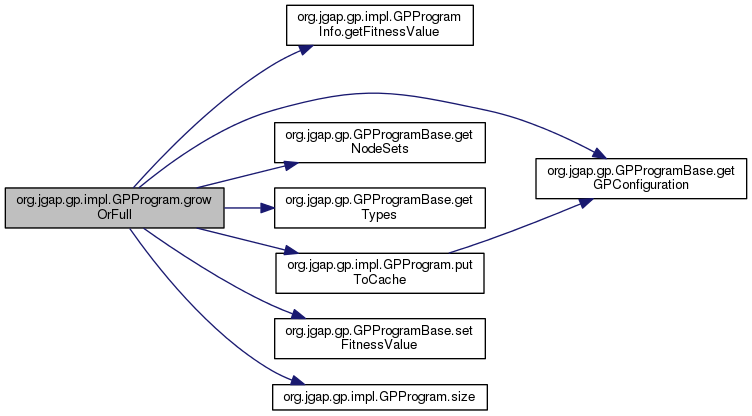 org.jgap.gp.impl.GPProgram
Info.getFitnessValue
org.jgap.gp.GPProgramBase.get
NodeSets
org.jgap.gp.GPProgramBase.get
GPConfiguration
org.jgap.gp.impl.GPProgram.grow
OrFull
org.jgap.gp.GPProgramBase.get
Types
org.jgap.gp.impl.GPProgram.put
ToCache
org.jgap.gp.GPProgramBase.set
FitnessValue
org.jgap.gp.impl.GPProgram.size